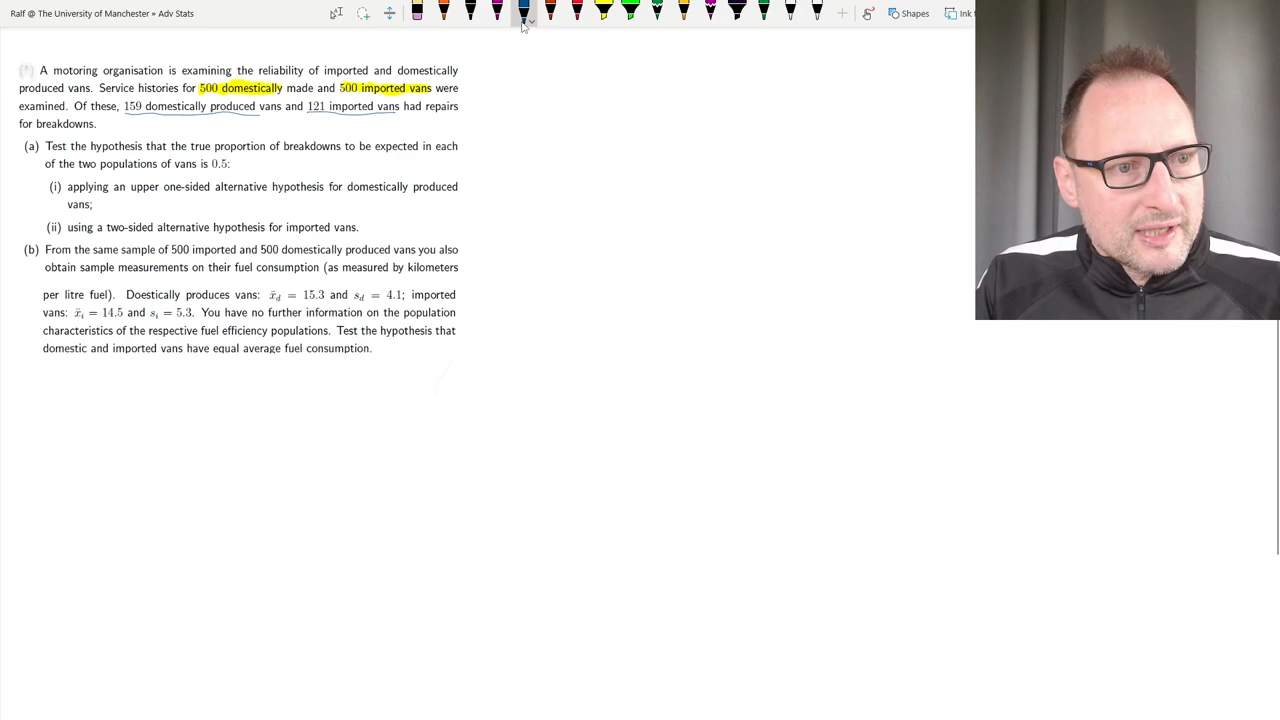 Ralf @ The University of Manchester » Adv Stats
Shapes
Ink t
(*) A motoring organisation is examining the reliability of imported and domestically
produced vans. Service histories for 500 domestically made and 500 imported vans were
examined. Of these, 159 domestically produced vans and 121 imported vans had repairs
for breakdowns.
(a) Test the hypothesis that the true proportion of breakdowns to be expected in each
of the two populations of vans is 0.5:
(i) applying an upper one-sided alternative hypothesis for domestically produced
vans;
(ii) using a two-sided alternative hypothesis for imported vans.
(b) From the same sample of 500 imported and 500 domestically produced vans you also
obtain sample measurements on their fuel consumption (as measured by kilometers
per litre fuel). Doestically produces vans: x̄_d = 15.3 and s_d = 4.1; imported
vans: x̄_i = 14.5 and s_i = 5.3. You have no further information on the population
characteristics of the respective fuel efficiency populations. Test the hypothesis that
domestic and imported vans have equal average fuel consumption.